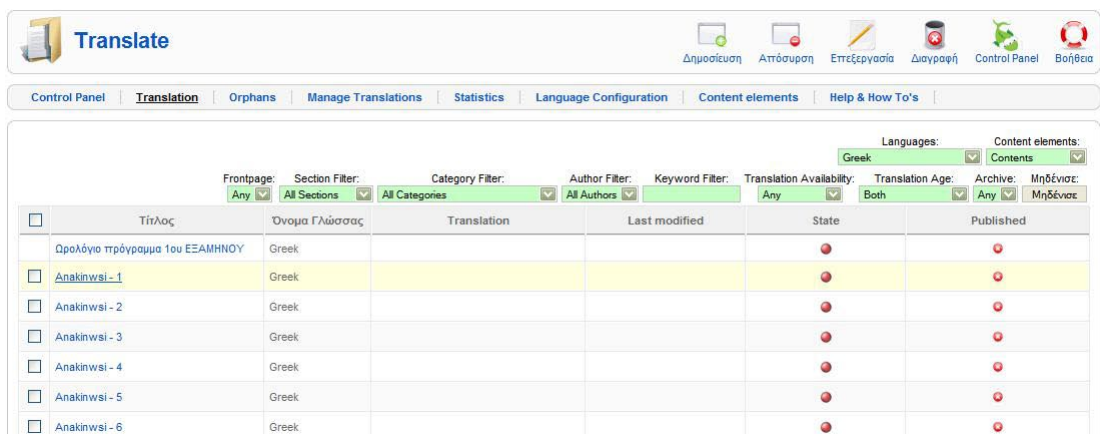 Translate
Δημοσίευση Απόσυρση Επεξεργασία Διαγραφή Control Panel Βοήθεια
Control Panel Translation Orphans Manage Translations Statistics Language Configuration Content elements Help & How To's
Languages: Content elements:
Greek Contents
Frontpage: Section Filter: Category Filter: Author Filter: Keyword Filter: Translation Availability: Translation Age: Archive: Μηδένισε:
Any All Sections All Categories All Authors Any Both Any Μηδένισε
Τίτλος Όνομα Γλώσσας Translation Last modified State Published
Ωρολόγιο πρόγραμμα 1ου ΕΞΑΜΗΝΟΥ Greek
Anakinwsi - 1 Greek
Anakinwsi - 2 Greek
Anakinwsi - 3 Greek
Anakinwsi - 4 Greek
Anakinwsi - 5 Greek
Anakinwsi - 6 Greek